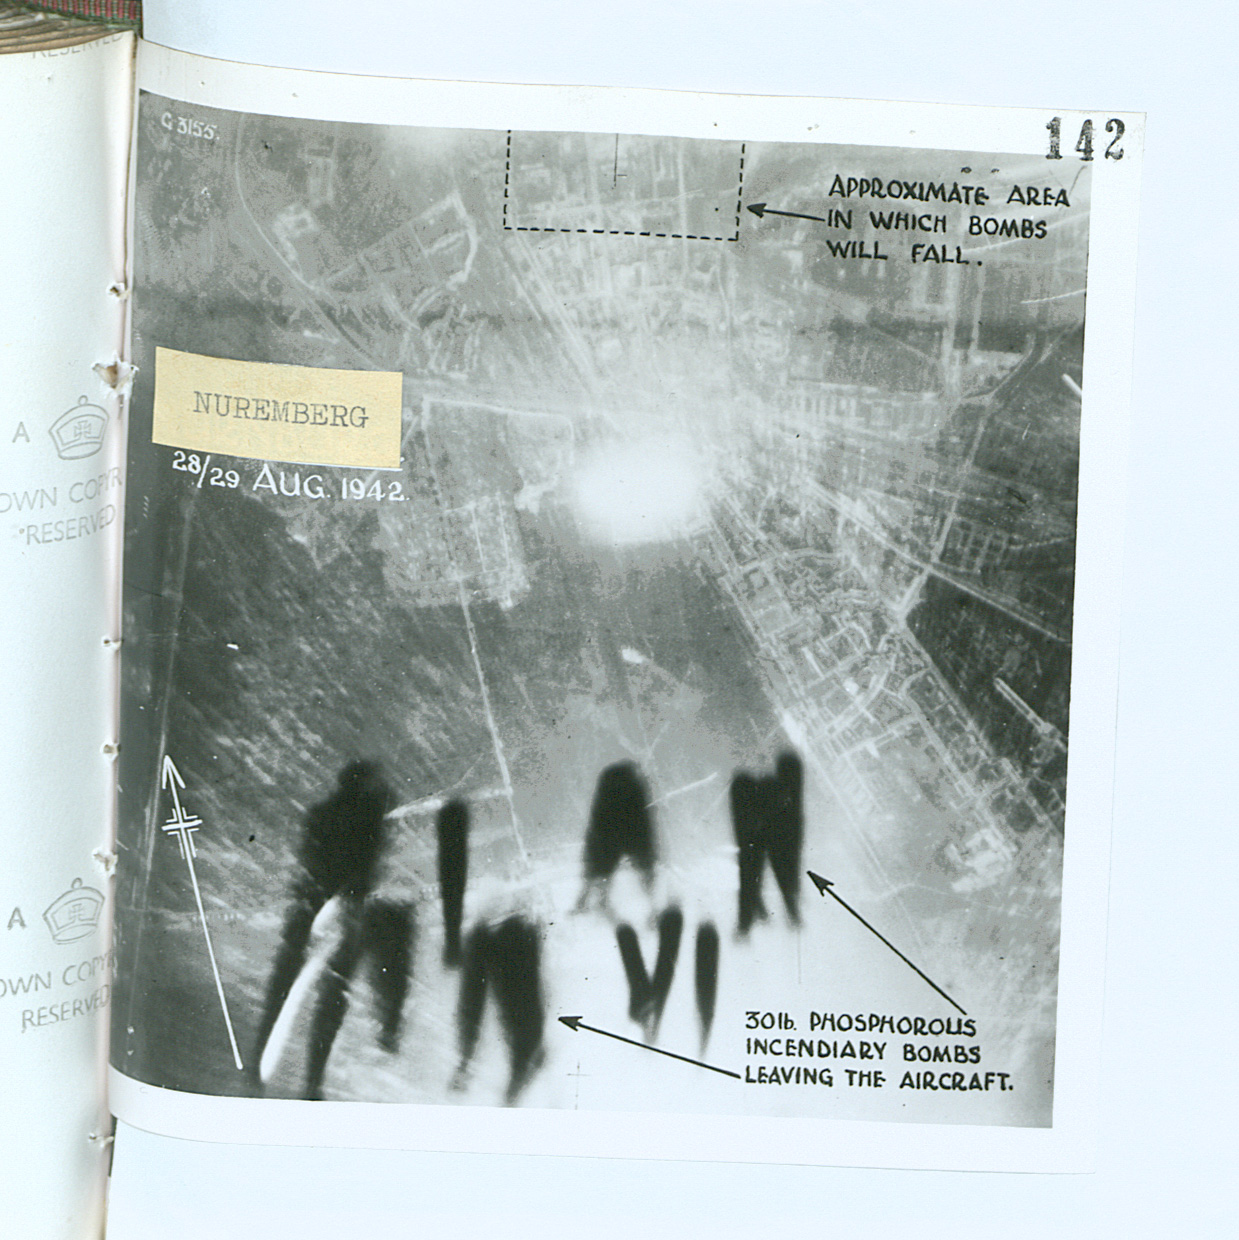 RESERVED
142
G 3155.
APPROXIMATE AREA
IN WHICH BOMBS
WILL FALL.
NUREMBERG
28/29 AUG. 1942.
A
OWN COPYR
RESERVED
A
OWN COPY
RESERVED
30lb. PHOSPHOROUS
INCENDIARY BOMBS
LEAVING THE AIRCRAFT.